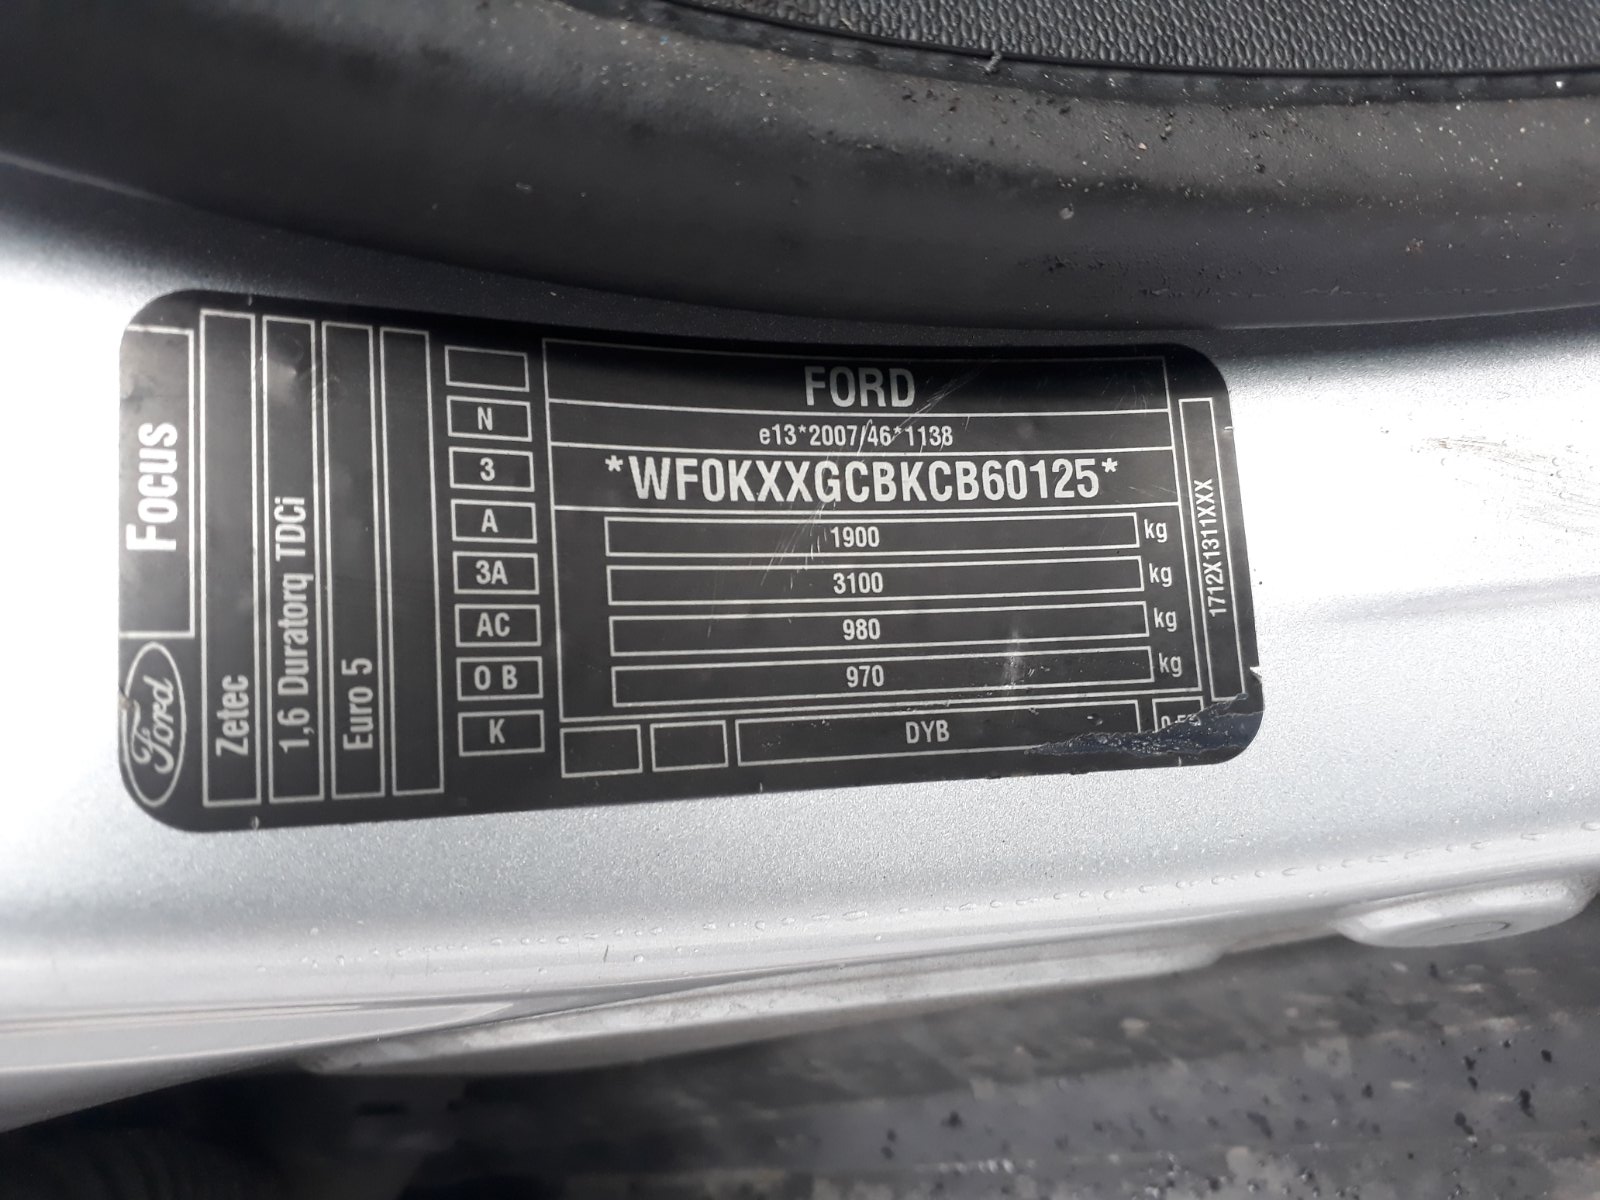 Ford
Focus
Zetec
1,6 Duratorq TDCi
Euro 5
N
3
A
3A
AC
0 B
K
FORD
e13*2007/46*1138
*WF0KXXGCBKCB60125*
1900 kg
3100 kg
980 kg
970 kg
DYB
1712X1311XXX